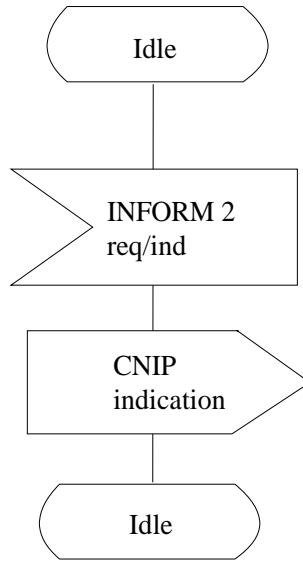 Idle
INFORM 2
req/ind
CNIP
indication
Idle